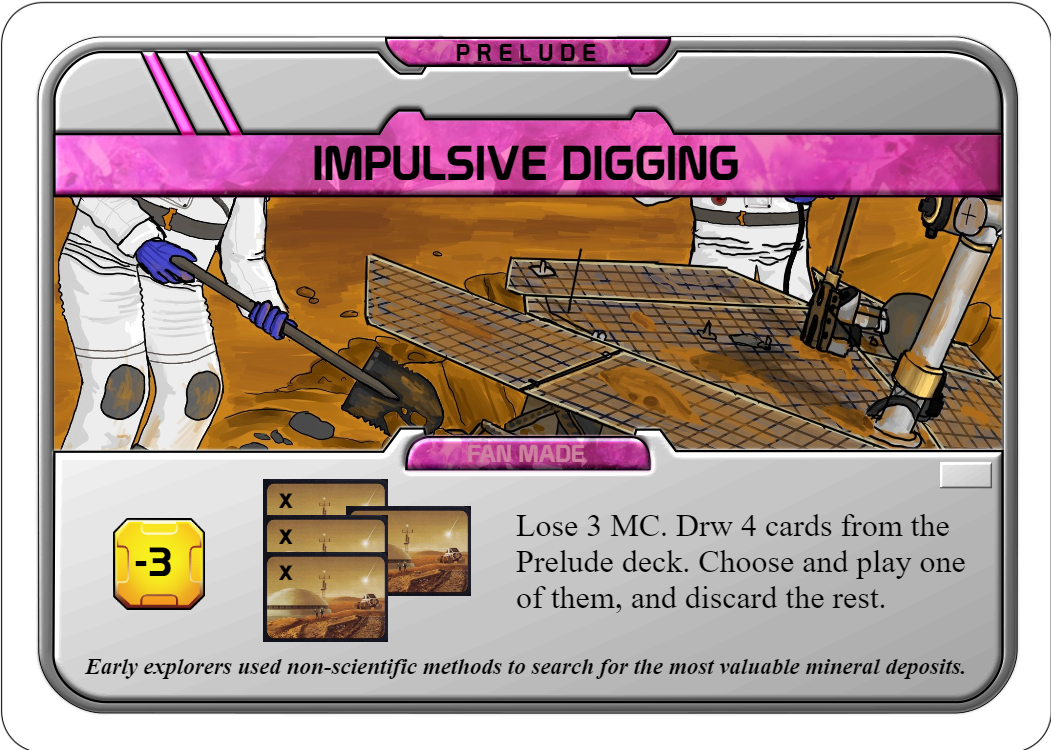 PRELUDE
IMPULSIVE DIGGING
FAN MADE
X
X
X
-3
Lose 3 MC. Drw 4 cards from the
Prelude deck. Choose and play one
of them, and discard the rest.
Early explorers used non-scientific methods to search for the most valuable mineral deposits.